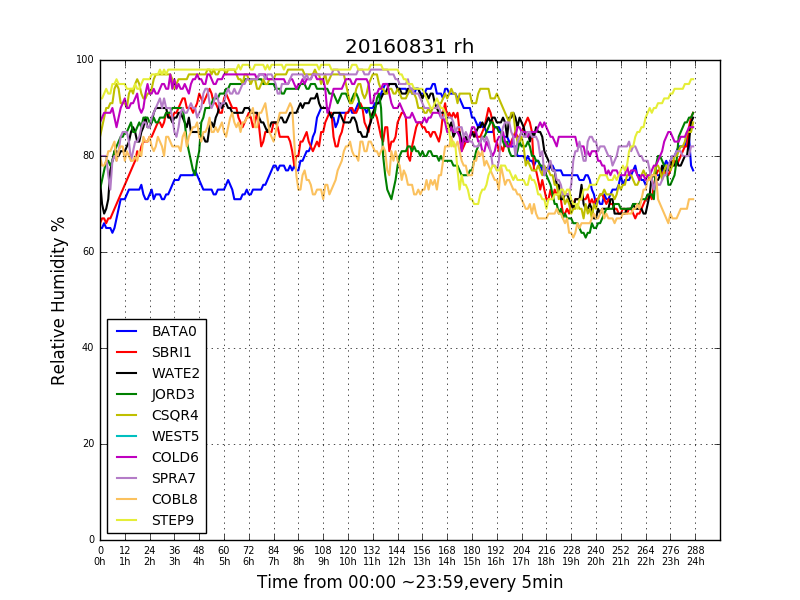 20160831 rh
100
80
60
40
20
0
Relative Humidity %
BATA0
SBRI1
WATE2
JORD3
CSQR4
WEST5
COLD6
SPRA7
COBL8
STEP9
0 12 24 36 48 60 72 84 96 108 120 132 144 156 168 180 192 204 216 228 240 252 264 276 288
0h 1h 2h 3h 4h 5h 6h 7h 8h 9h 10h 11h 12h 13h 14h 15h 16h 17h 18h 19h 20h 21h 22h 23h 24h
Time from 00:00 ~23:59,every 5min